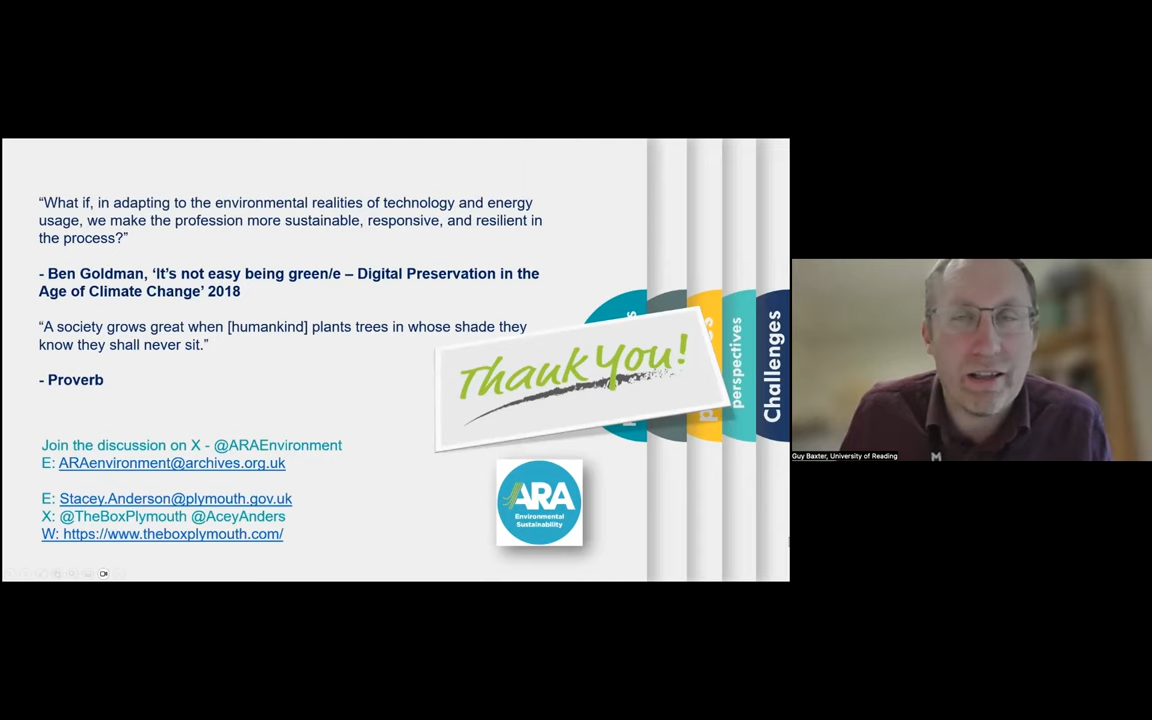 “What if, in adapting to the environmental realities of technology and energy
usage, we make the profession more sustainable, responsive, and resilient in
the process?”
- Ben Goldman, ‘It’s not easy being green/e – Digital Preservation in the
Age of Climate Change’ 2018
“A society grows great when [humankind] plants trees in whose shade they
know they shall never sit.”
- Proverb
Thank You!
perspectives
Challenges
Join the discussion on X - @ARAEnvironment
E: ARAenvironment@archives.org.uk
E: Stacey.Anderson@plymouth.gov.uk
X: @TheBoxPlymouth @AceyAnders
W: https://www.theboxplymouth.com/
ARA
Environmental
Sustainability
Guy Baxter, University of Reading